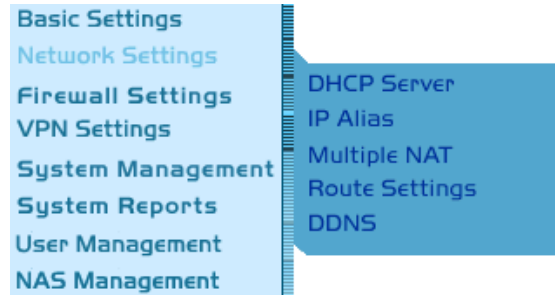 Basic Settings
Network Settings
Firewall Settings
VPN Settings
System Management
System Reports
User Management
NAS Management
DHCP Server
IP Alias
Multiple NAT
Route Settings
DDNS